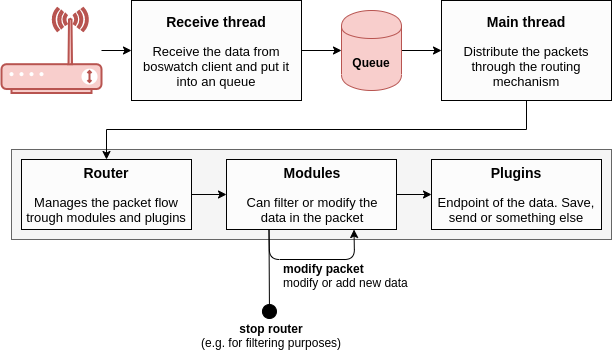 Receive thread
Receive the data from
boswatch client and put it
into an queue
Queue
Main thread
Distribute the packets
through the routing
mechanism
Router
Manages the packet flow
trough modules and plugins
Modules
Can filter or modify the
data in the packet
Plugins
Endpoint of the data. Save,
send or something else
modify packet
modify or add new data
stop router
(e.g. for filtering purposes)